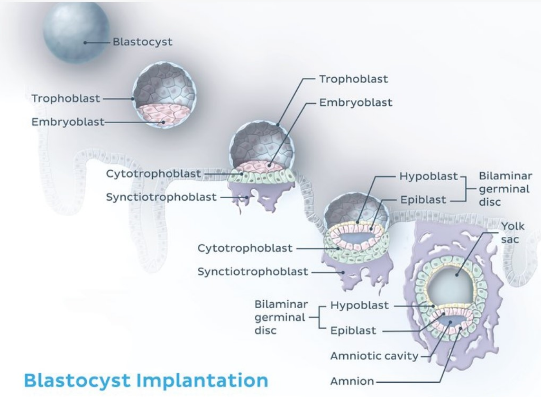 Blastocyst
Trophoblast
Embryoblast
Trophoblast
Embryoblast
Cytotrophoblast
Synctiotrophoblast
Hypoblast
Epiblast
Bilaminar
germinal
disc
Yolk
sac
Cytotrophoblast
Synctiotrophoblast
Bilaminar
germinal
disc
Hypoblast
Epiblast
Amniotic cavity
Amnion
Blastocyst Implantation